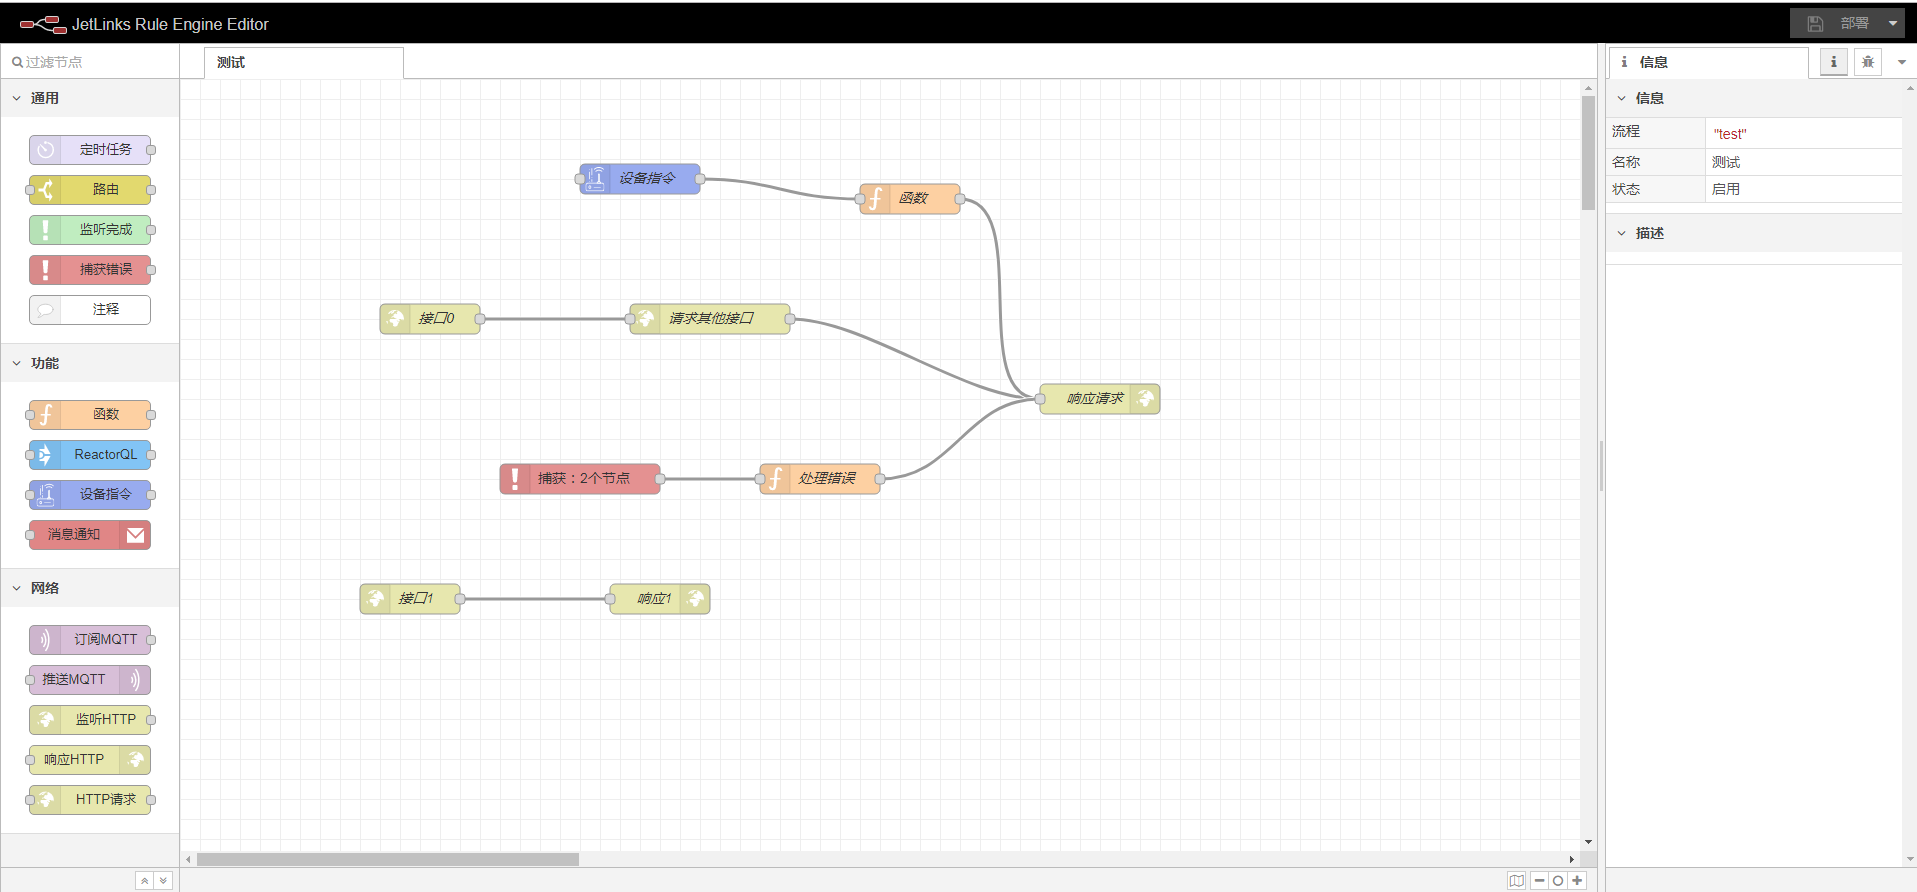 JetLinks Rule Engine Editor
部署
过滤节点
通用
定时任务
路由
监听完成
捕获错误
注释
功能
函数
ReactorQL
设备指令
消息通知
网络
订阅MQTT
推送MQTT
监听HTTP
响应HTTP
HTTP请求
测试
设备指令
函数
接口0
请求其他接口
响应请求
捕获：2个节点
处理错误
接口1
响应1
信息
信息
流程 "test"
名称 测试
状态 启用
描述